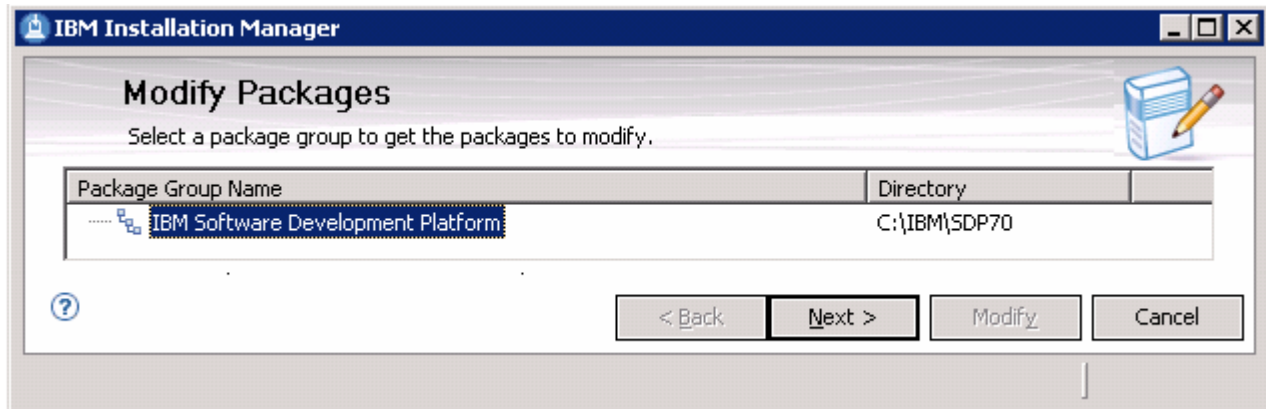 IBM Installation Manager
Modify Packages
Select a package group to get the packages to modify.
Package Group Name Directory
IBM Software Development Platform C:\IBM\SDP70
? < Back Next > Modify Cancel